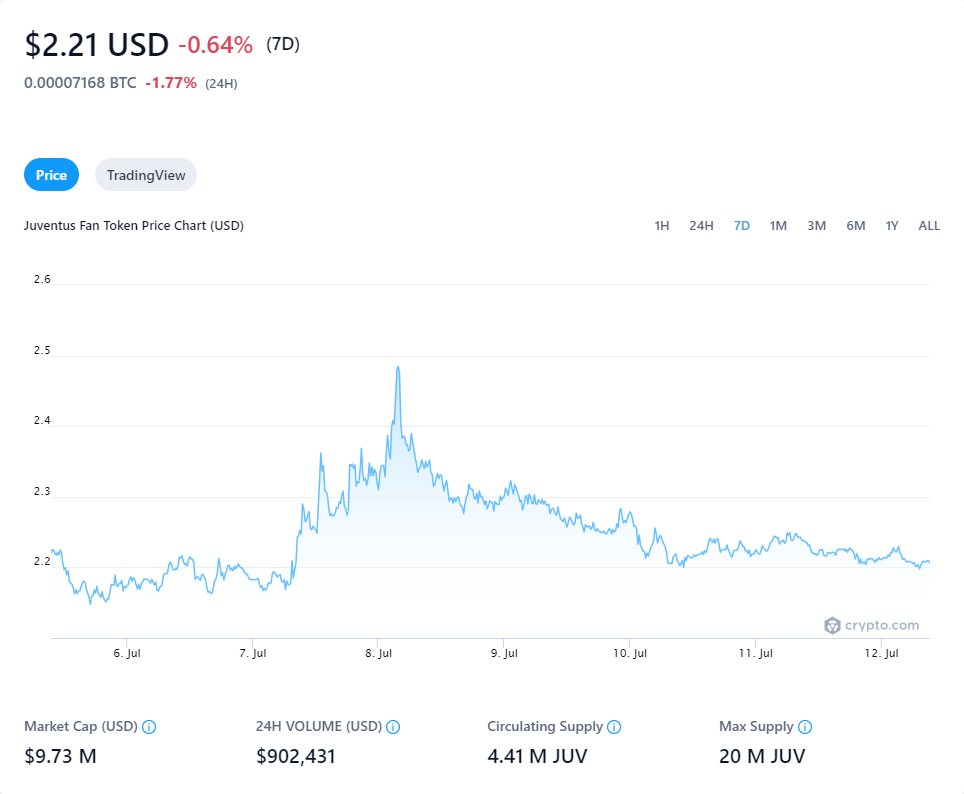 $2.21 USD -0.64% (7D)
0.00007168 BTC -1.77% (24H)
Price TradingView
Juventus Fan Token Price Chart (USD) 1H 24H 7D 1M 3M 6M 1Y ALL
2.6
2.5
2.4
2.3
2.2
crypto.com
6. Jul 7. Jul 8. Jul 9. Jul 10. Jul 11. Jul 12. Jul
Market Cap (USD) 24H VOLUME (USD) Circulating Supply Max Supply
$9.73 M $902,431 4.41 M JUV 20 M JUV